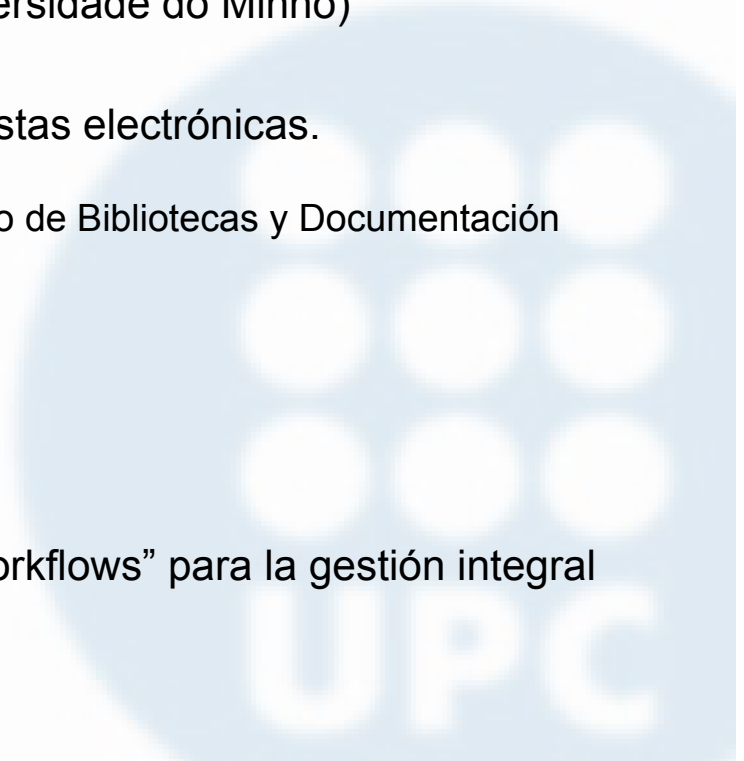 ersidade do Minho)
stas electrónicas.
o de Bibliotecas y Documentación
orkflows” para la gestión integral
UPC